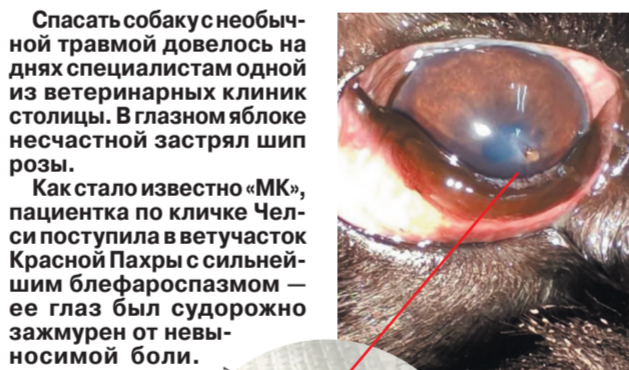 Спасать собаку с необыч-
ной травмой довелось на
днях специалистам одной
из ветеринарных клиник
столицы. В глазном яблоке
несчастной застрял шип
розы.
Как стало известно «МК»,
пациентка по кличке Чел-
си поступила в ветучасток
Красной Пахры с сильней-
шим блефароспазмом —
ее глаз был судорожно
зажмурен от невы-
носимой боли.